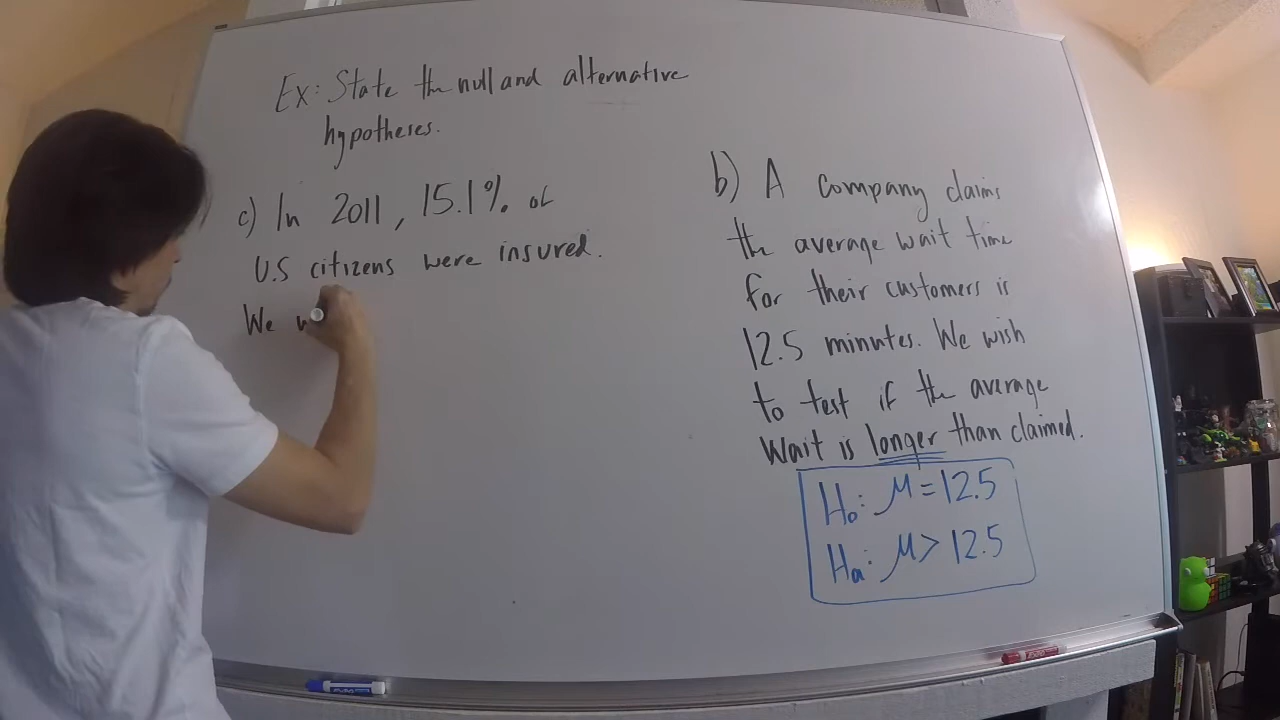 Ex: State the null and alternative
hypotheses.
c) In 2011, 15.1% of
U.S citizens were insured.
We w
b) A company claims
the average wait time
for their customers is
12.5 minutes. We wish
to test if the average
wait is longer than claimed.
H₀: μ = 12.5
Hₐ: μ > 12.5